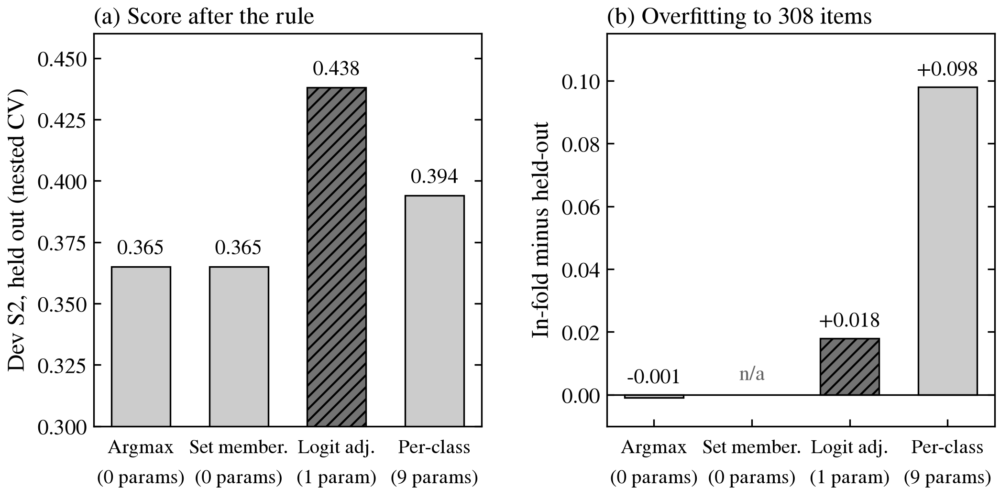 (a) Score after the rule
Dev S2, held out (nested CV)
0.450
0.425
0.400
0.375
0.350
0.325
0.300
0.365
0.365
0.438
0.394
Argmax
(0 params)
Set member.
(0 params)
Logit adj.
(1 param)
Per-class
(9 params)
(b) Overfitting to 308 items
In-fold minus held-out
0.10
0.08
0.06
0.04
0.02
0.00
-0.001
n/a
+0.018
+0.098
Argmax
(0 params)
Set member.
(0 params)
Logit adj.
(1 param)
Per-class
(9 params)